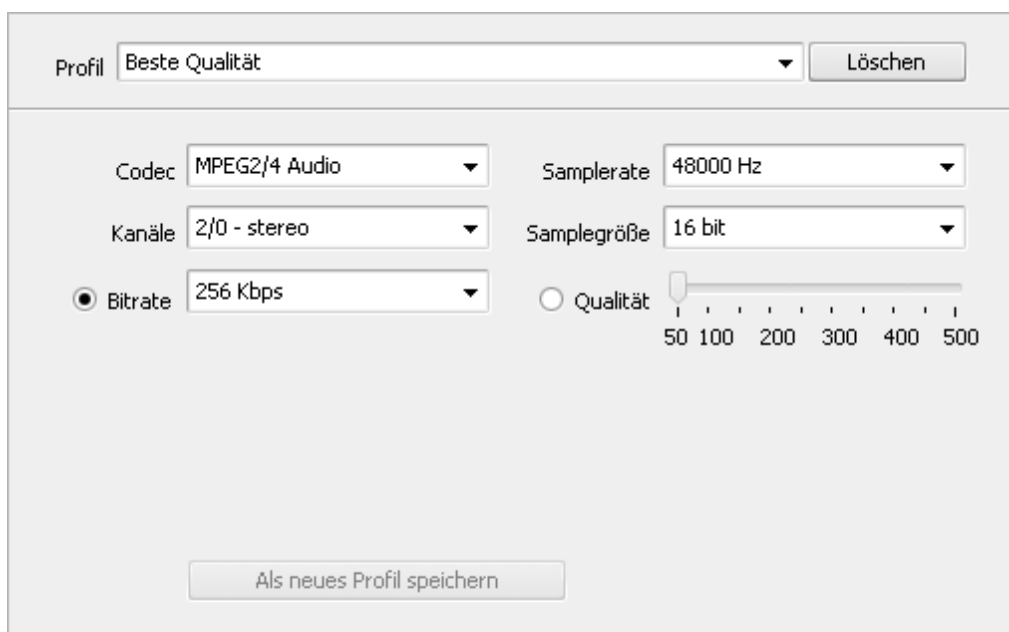 Profil Beste Qualität Löschen
Codec MPEG2/4 Audio Samplerate 48000 Hz
Kanäle 2/0 - stereo Samplegröße 16 bit
Bitrate 256 Kbps Qualität
50 100 200 300 400 500
Als neues Profil speichern